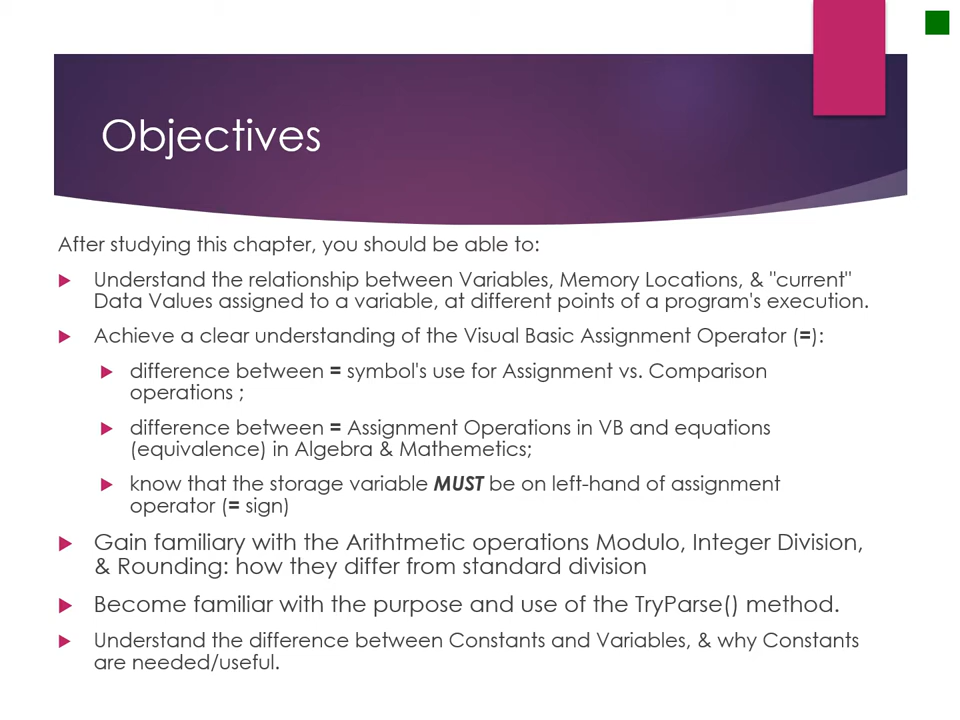 Objectives
After studying this chapter, you should be able to:
Understand the relationship between Variables, Memory Locations, & "current"
Data Values assigned to a variable, at different points of a program's execution.
Achieve a clear understanding of the Visual Basic Assignment Operator (=):
difference between = symbol's use for Assignment vs. Comparison
operations ;
difference between = Assignment Operations in VB and equations
(equivalence) in Algebra & Mathemetics;
know that the storage variable MUST be on left-hand of assignment
operator (= sign)
Gain familiary with the Arithtmetic operations Modulo, Integer Division,
& Rounding: how they differ from standard division
Become familiar with the purpose and use of the TryParse() method.
Understand the difference between Constants and Variables, & why Constants
are needed/useful.